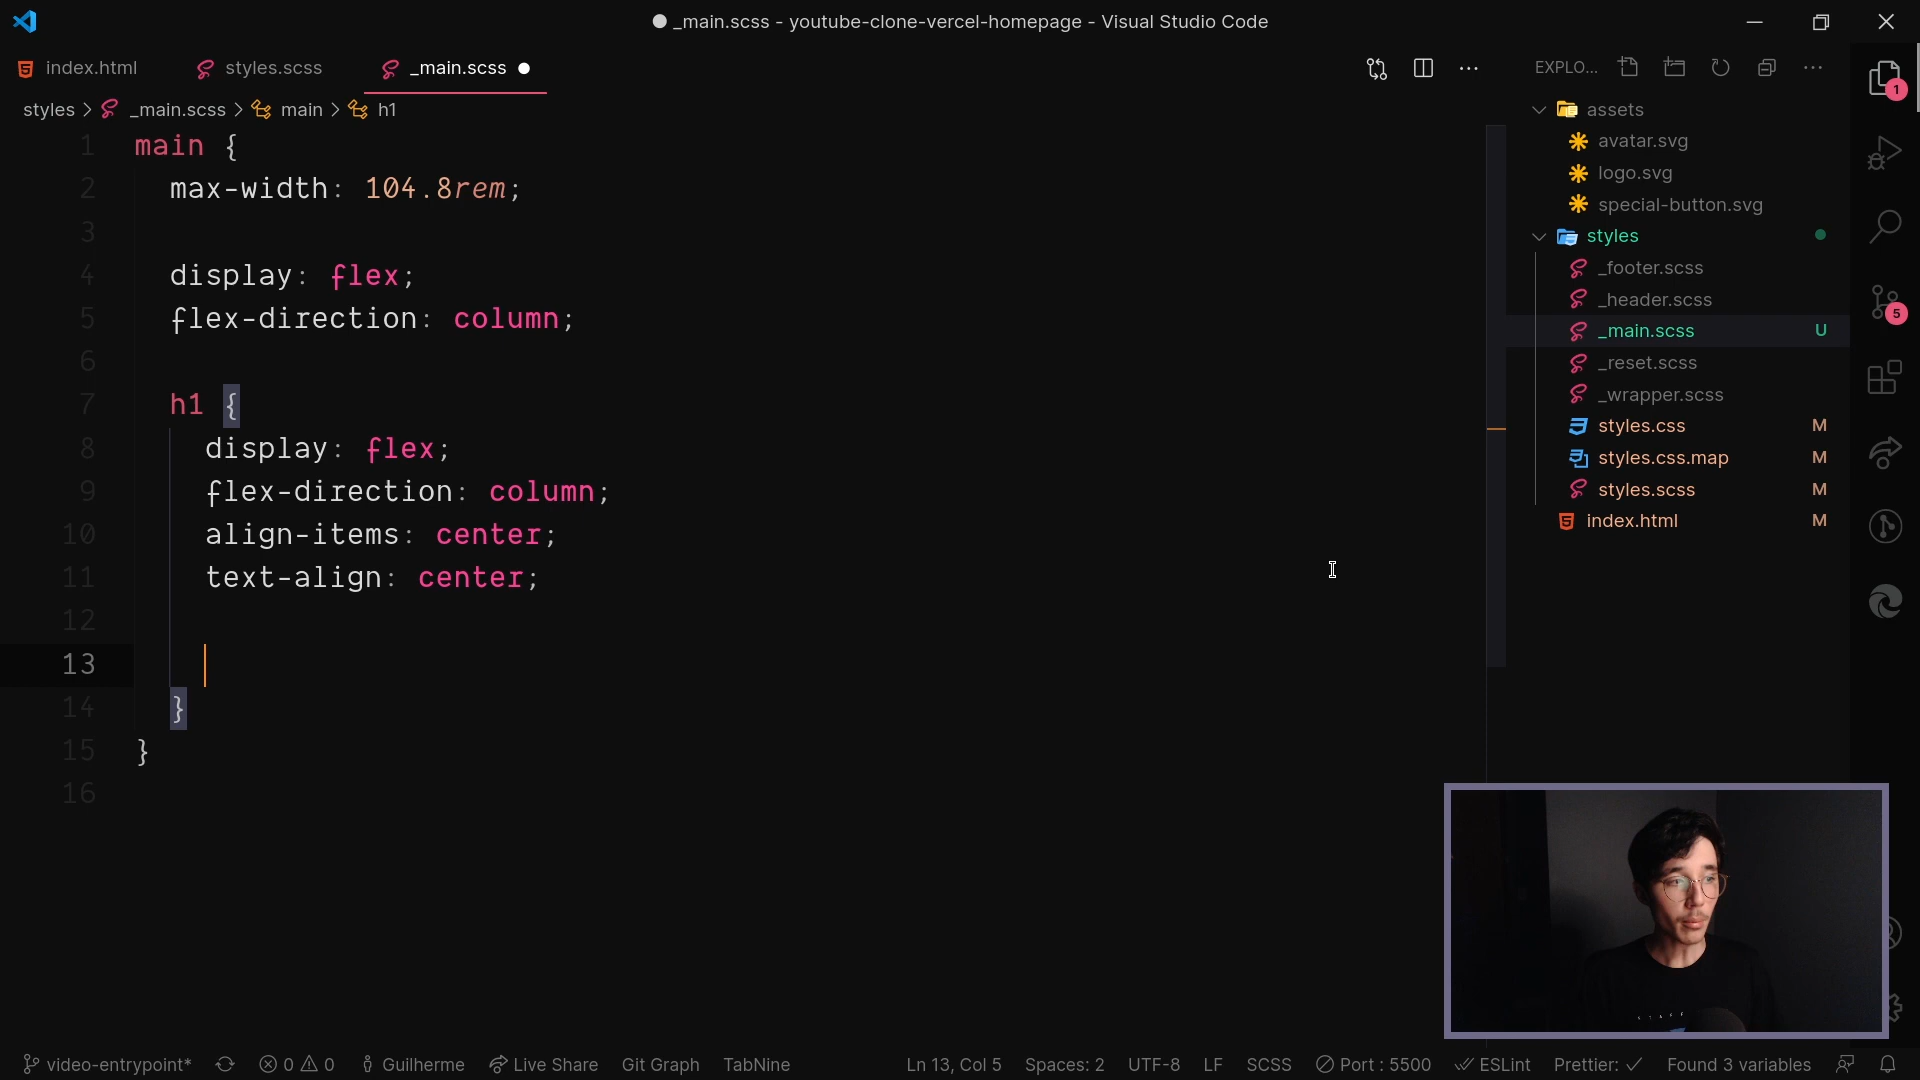 _main.scss - youtube-clone-vercel-homepage - Visual Studio Code
index.html
styles.scss
_main.scss
EXPLO...
1
styles > _main.scss > main > h1
1 main {
2 max-width: 104.8rem;
3
4 display: flex;
5 flex-direction: column;
6
7 h1 {
8 display: flex;
9 flex-direction: column;
10 align-items: center;
11 text-align: center;
12
13
14 }
15 }
16
assets
avatar.svg
logo.svg
special-button.svg
styles
_footer.scss
_header.scss
_main.scss U
_reset.scss
_wrapper.scss
styles.css M
styles.css.map M
styles.scss M
index.html M
5
video-entrypoint* 0 0 Guilherme Live Share Git Graph TabNine Ln 13, Col 5 Spaces: 2 UTF-8 LF SCSS Port : 5500 ESLint Prettier: ✓ Found 3 variables